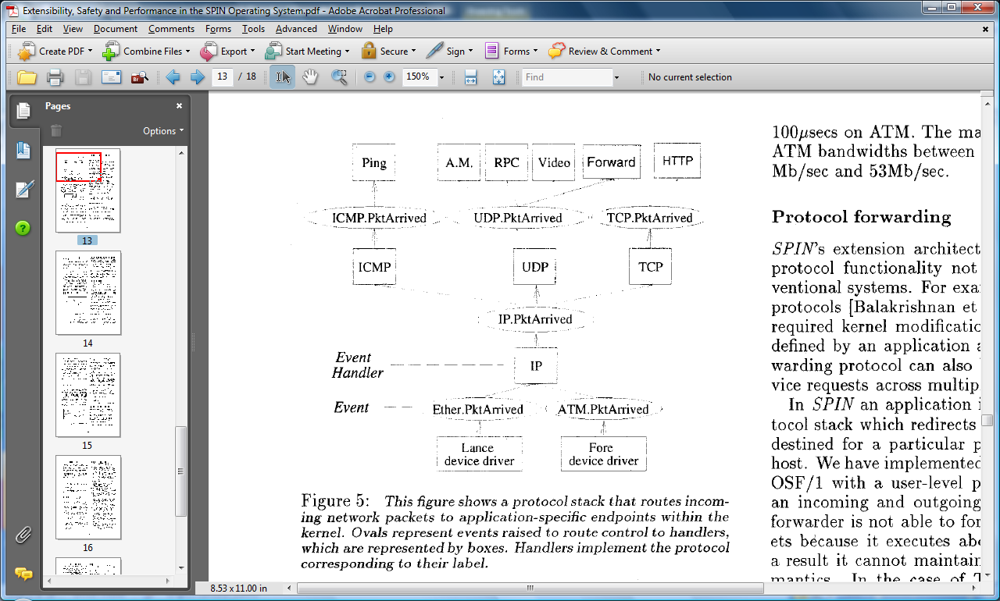 Extensibility, Safety and Performance in the SPIN Operating System.pdf - Adobe Acrobat Professional
File Edit View Document Comments Forms Tools Advanced Window Help
Create PDF Combine Files Export Start Meeting Secure Sign Forms Review & Comment
13 / 18 150% Find No current selection
Pages
Options
13
14
15
16
Ping A.M. RPC Video Forward HTTP
ICMP.PktArrived UDP.PktArrived TCP.PktArrived
ICMP UDP TCP
IP.PktArrived
Event
Handler
IP
Event
Ether.PktArrived ATM.PktArrived
Lance
device driver
Fore
device driver
Figure 5: This figure shows a protocol stack that routes incom-
ing network packets to application-specific endpoints within the
kernel. Ovals represent events raised to route control to handlers,
which are represented by boxes. Handlers implement the protocol
corresponding to their label.
100μsecs on ATM. The ma
ATM bandwidths between
Mb/sec and 53Mb/sec.
Protocol forwarding
SPIN's extension architect
protocol functionality not
ventional systems. For exa
protocols [Balakrishnan et
required kernel modificatio
defined by an application a
warding protocol can also
vice requests across multip
In SPIN an application i
tocol stack which redirects
destined for a particular p
host. We have implemented
OSF/1 with a user-level p
an incoming and outgoing
forwarder is not able to for
ets because it executes abo
a result it cannot maintain
mantics. In the case of T
8.53 x 11.00 in